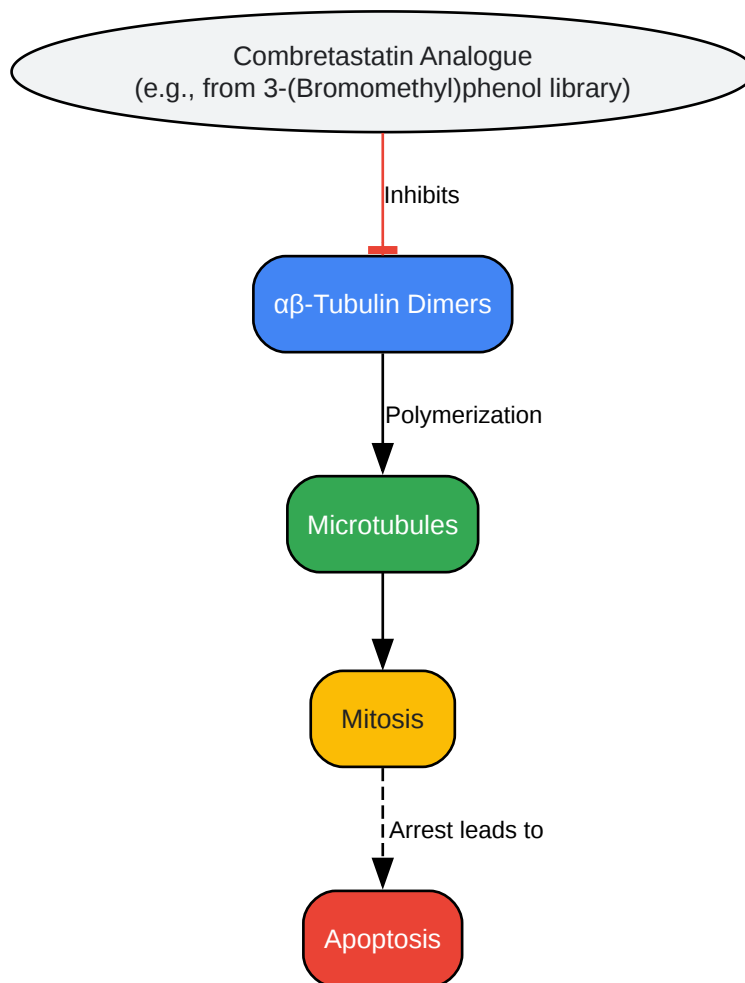 Combretastatin Analogue
(e.g., from 3-(Bromomethyl)phenol library)
Inhibits
αβ-Tubulin Dimers
Polymerization
Microtubules
Mitosis
Arrest leads to
Apoptosis